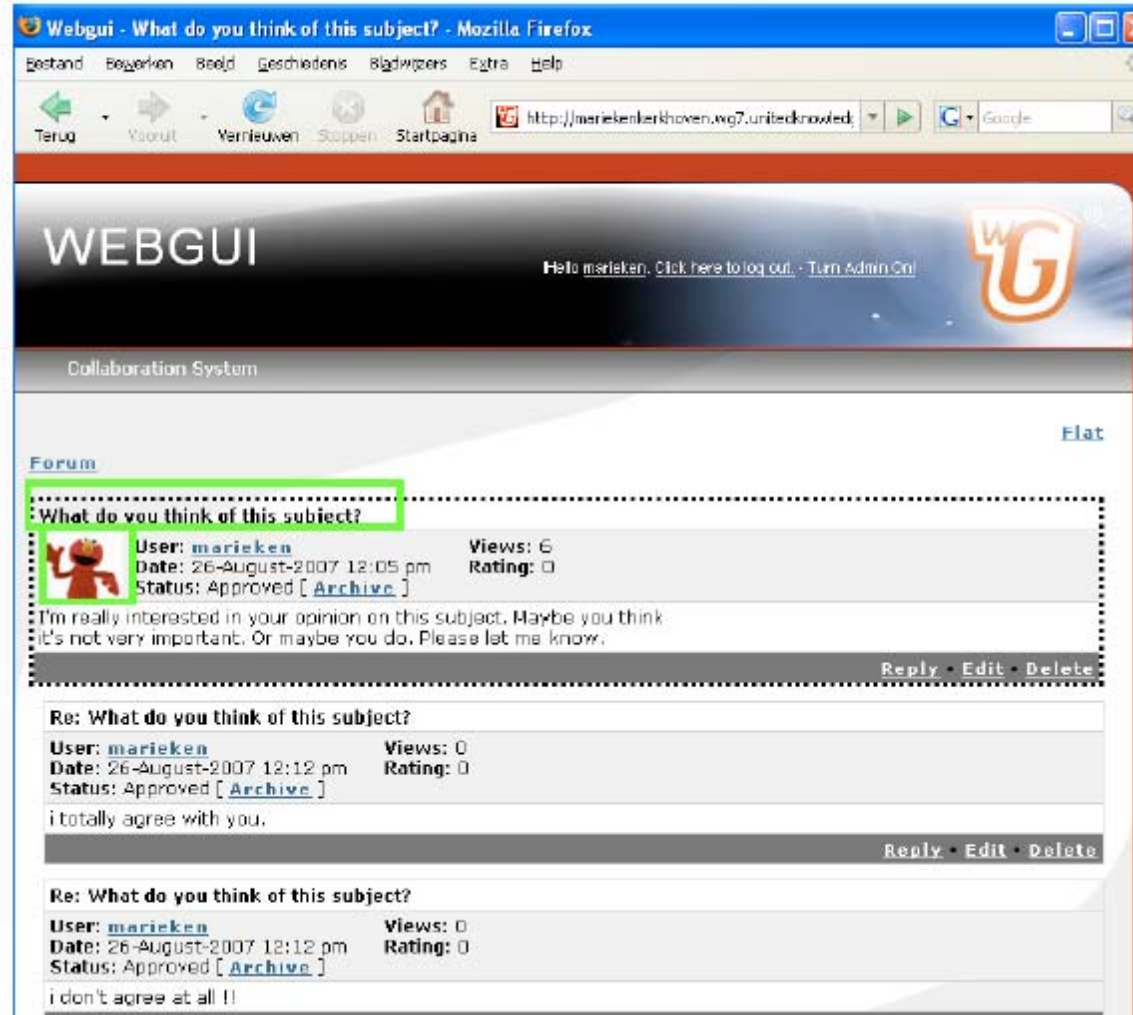 Webgui - What do you think of this subject? - Mozilla Firefox
Bestand Bewerken Beeld Geschiedenis Bladwijzers Extra Help
Terug Vooruit Vernieuwen Stoppen Startpagina http://mariekenkerkhoven.wg7.unitedknowled G Google
WEBGUI
Hello marieken. Click here to log out. · Turn Admin On!
WG
Collaboration System
Flat
Forum
What do you think of this subject?
User: marieken Views: 6
Date: 26-August-2007 12:05 pm Rating: 0
Status: Approved [ Archive ]
I'm really interested in your opinion on this subject. Maybe you think
it's not very important. Or maybe you do. Please let me know.
Reply · Edit · Delete
Re: What do you think of this subject?
User: marieken Views: 0
Date: 26-August-2007 12:12 pm Rating: 0
Status: Approved [ Archive ]
i totally agree with you.
Reply · Edit · Delete
Re: What do you think of this subject?
User: marieken Views: 0
Date: 26-August-2007 12:12 pm Rating: 0
Status: Approved [ Archive ]
i don't agree at all !!